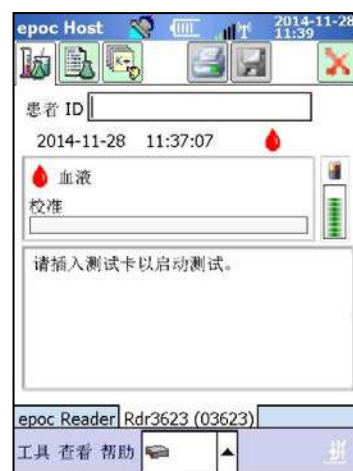 epoc Host 2014-11-28
11:39
K+
患者 ID
2014-11-28 11:37:07
血液
校准
请插入测试卡以启动测试。
epoc Reader Rdr3623 (03623)
工具 查看 帮助
拼